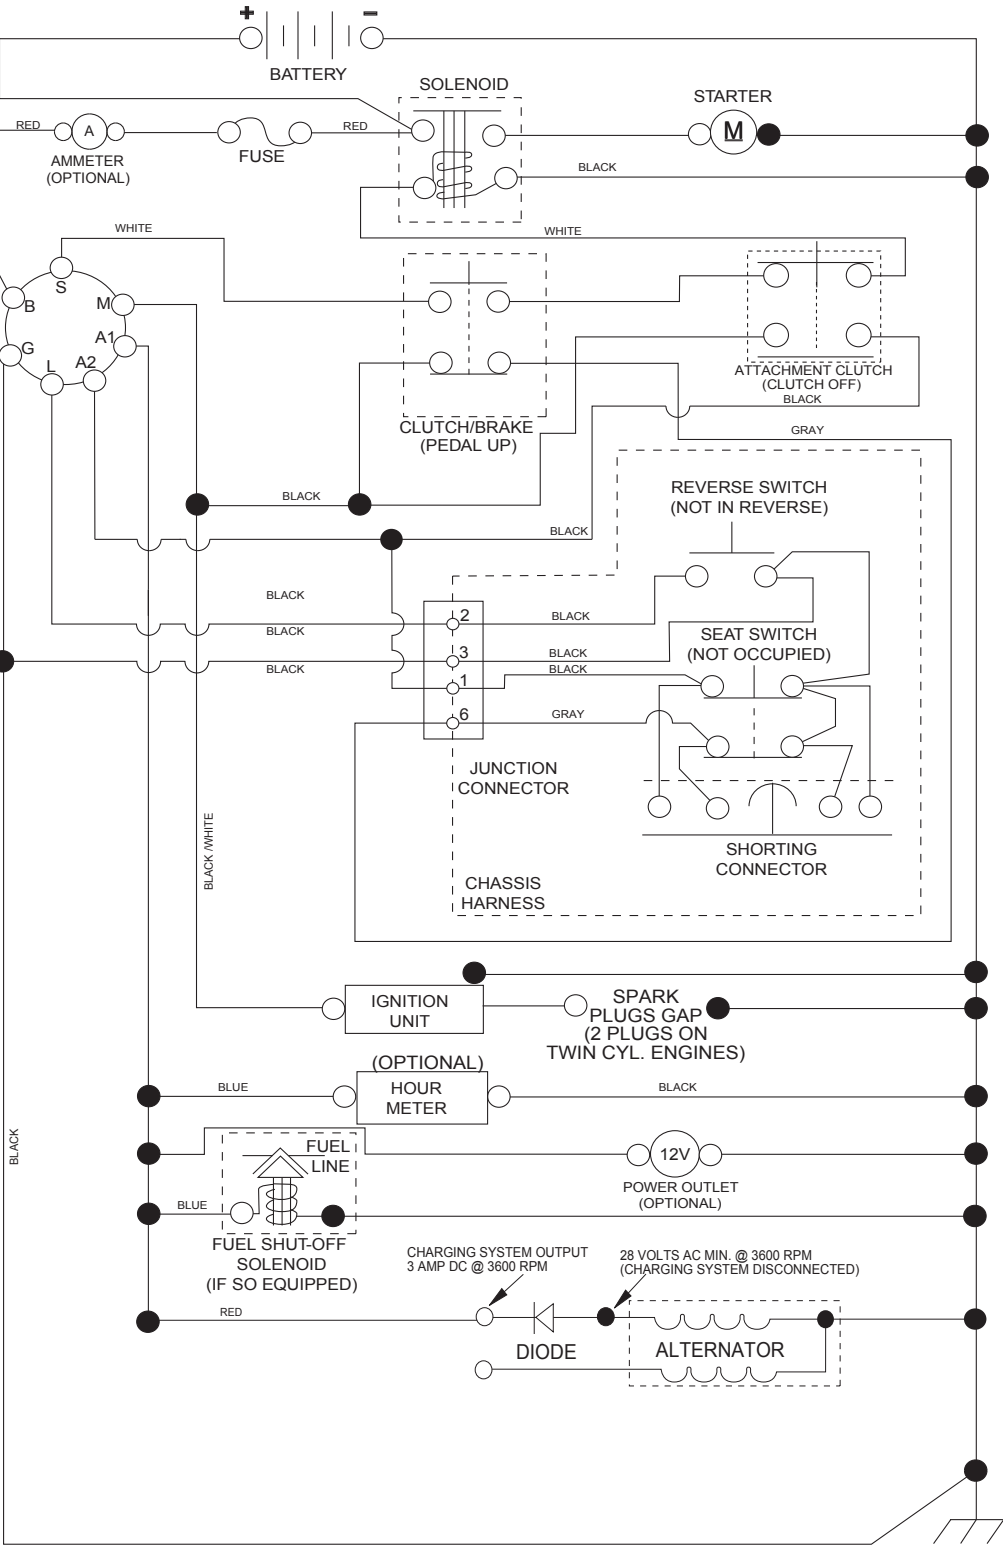 + -
BATTERY
SOLENOID
STARTER
RED
A
AMMETER
(OPTIONAL)
FUSE
RED
M
BLACK
WHITE
WHITE
S
B
M
A1
G
L
A2
ATTACHMENT CLUTCH
(CLUTCH OFF)
BLACK
CLUTCH/BRAKE
(PEDAL UP)
GRAY
BLACK
REVERSE SWITCH
(NOT IN REVERSE)
BLACK
BLACK
2
BLACK
BLACK
SEAT SWITCH
(NOT OCCUPIED)
3
BLACK
BLACK
BLACK
1
6
GRAY
JUNCTION
CONNECTOR
BLACK /WHITE
SHORTING
CONNECTOR
CHASSIS
HARNESS
IGNITION
UNIT
SPARK
PLUGS GAP
(2 PLUGS ON
TWIN CYL. ENGINES)
(OPTIONAL)
BLUE
HOUR
METER
BLACK
BLACK
FUEL
LINE
12V
POWER OUTLET
(OPTIONAL)
BLUE
FUEL SHUT-OFF
SOLENOID
(IF SO EQUIPPED)
CHARGING SYSTEM OUTPUT
3 AMP DC @ 3600 RPM
28 VOLTS AC MIN. @ 3600 RPM
(CHARGING SYSTEM DISCONNECTED)
RED
DIODE
ALTERNATOR